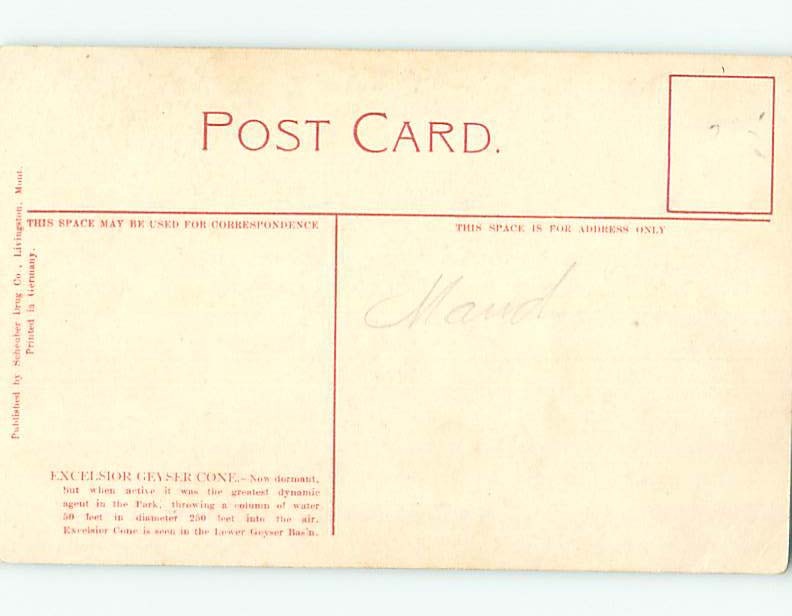 POST CARD.
THIS SPACE MAY BE USED FOR CORRESPONDENCE
THIS SPACE IS FOR ADDRESS ONLY
Published by Scheuber Drug Co., Livingston, Mont.
Printed in Germany.
Maud
EXCELSIOR GEYSER CONE.—Now dormant,
but when active it was the greatest dynamic
agent in the Park, throwing a column of water
50 feet in diameter 250 feet into the air.
Excelsior Cone is seen in the Lower Geyser Basin.